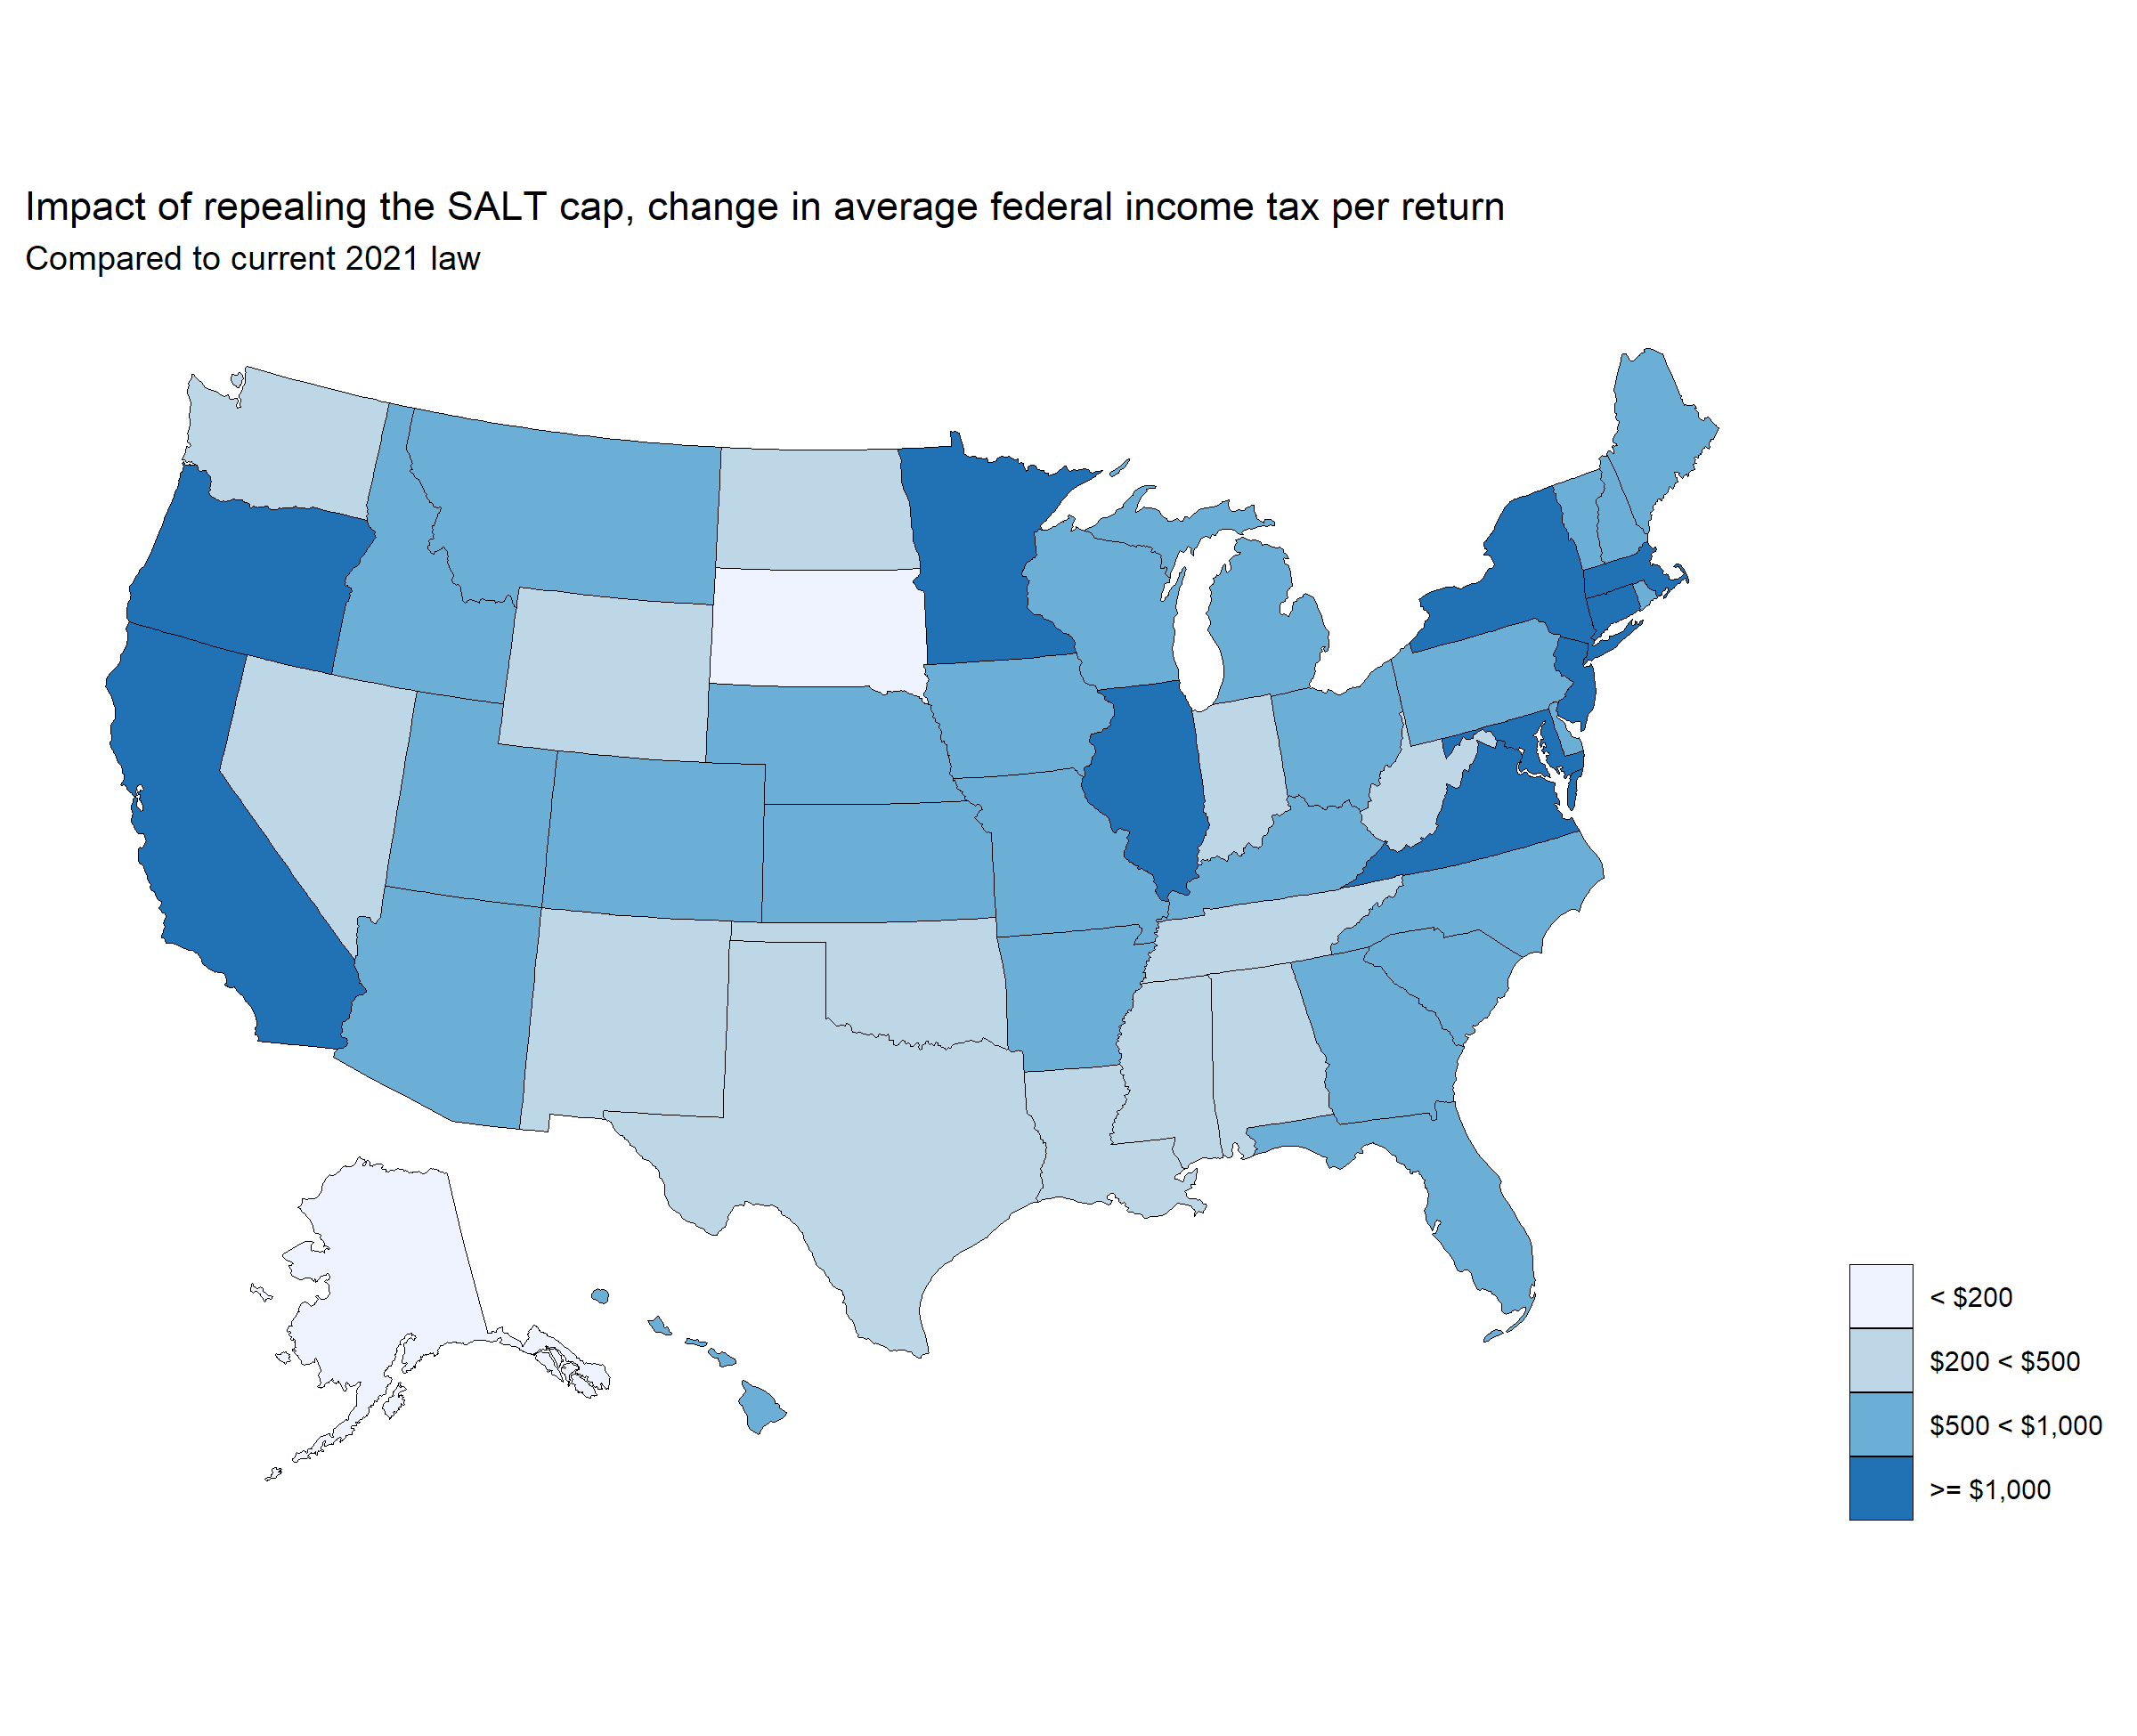 Impact of repealing the SALT cap, change in average federal income tax per return
Compared to current 2021 law
< $200
$200 < $500
$500 < $1,000
>= $1,000